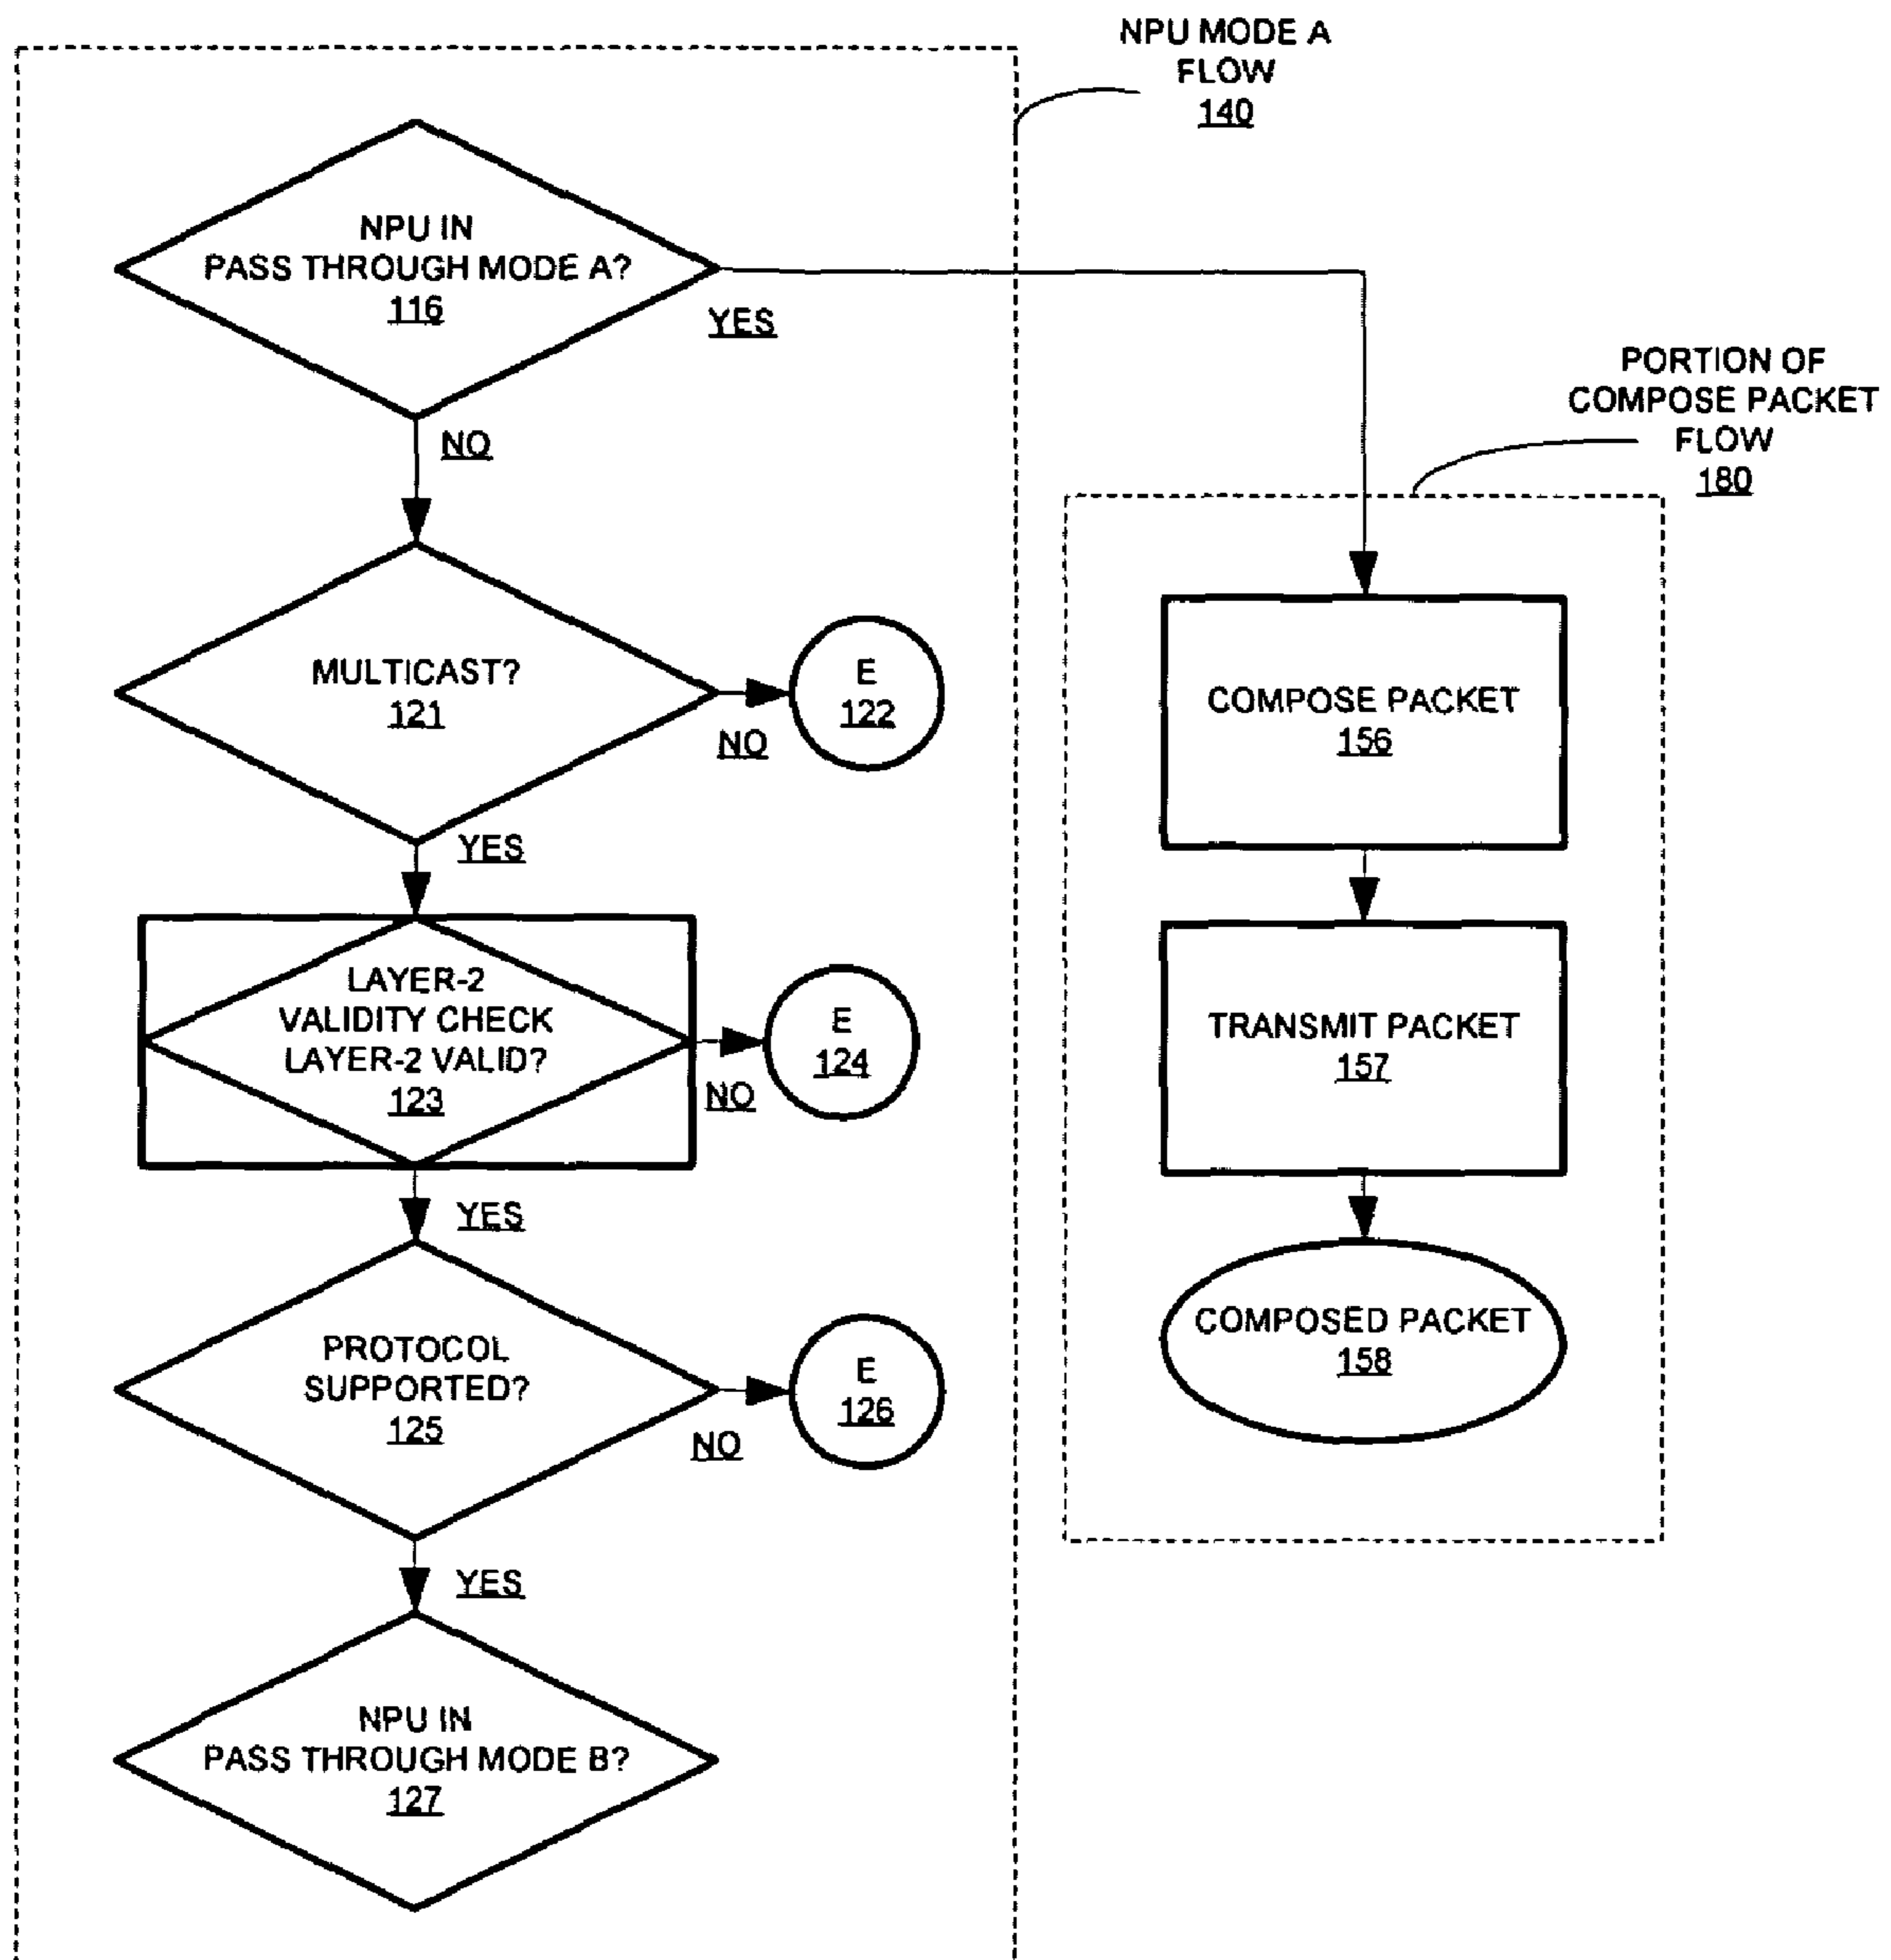 NPU MODE A
FLOW
140
NPU IN
PASS THROUGH MODE A?
116
YES
NO
PORTION OF
COMPOSE PACKET
FLOW
180
MULTICAST?
121
NO
E
122
YES
LAYER-2
VALIDITY CHECK
LAYER-2 VALID?
123
NO
E
124
YES
PROTOCOL
SUPPORTED?
125
NO
E
126
YES
NPU IN
PASS THROUGH MODE B?
127
COMPOSE PACKET
156
TRANSMIT PACKET
157
COMPOSED PACKET
158